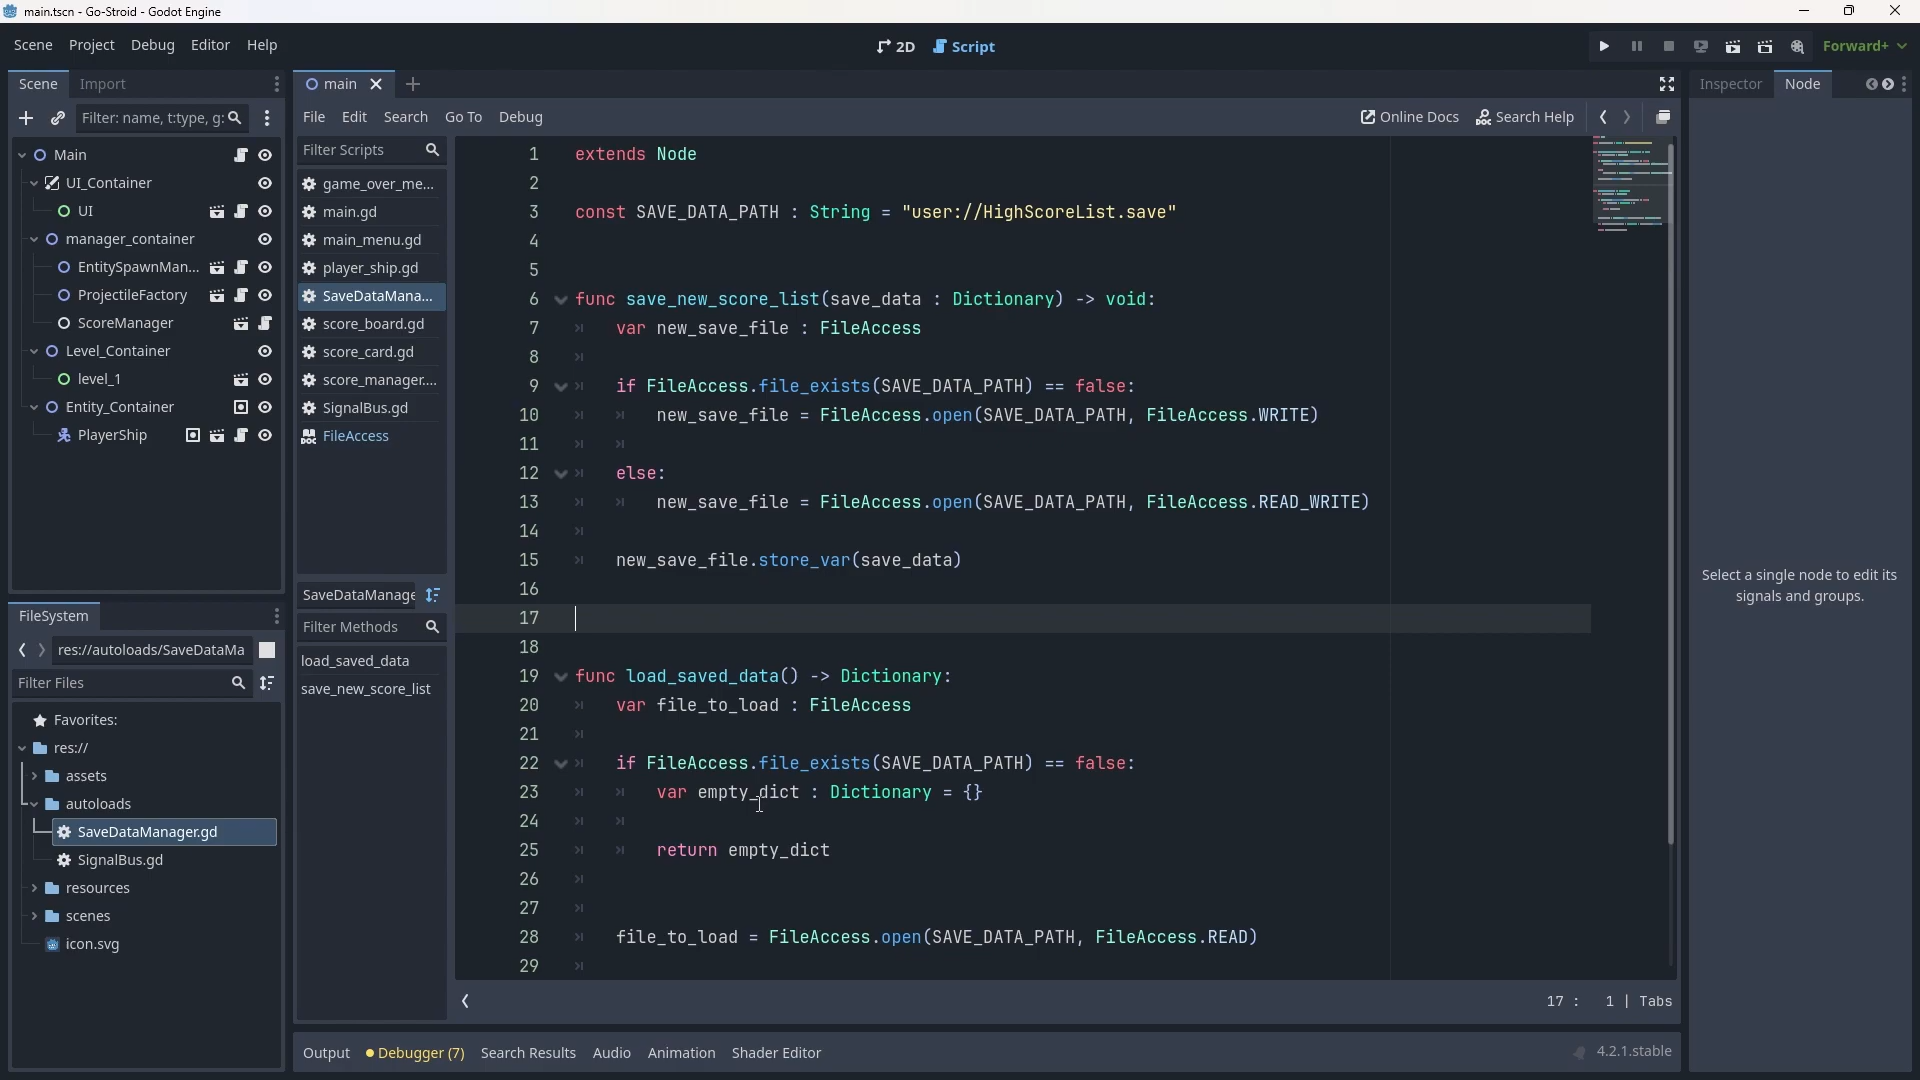 main.tscn - Go-Stroid - Godot Engine
Scene Project Debug Editor Help
2D Script
Forward+
Scene Import
Filter: name, t:type, g:
Main
UI_Container
UI
manager_container
EntitySpawnMan...
ProjectileFactory
ScoreManager
Level_Container
level_1
Entity_Container
PlayerShip
FileSystem
res://autoloads/SaveDataMa
Filter Files
Favorites:
res://
assets
autoloads
SaveDataManager.gd
SignalBus.gd
resources
scenes
icon.svg
main
File Edit Search Go To Debug
Online Docs Search Help
Filter Scripts
game_over_me...
main.gd
main_menu.gd
player_ship.gd
SaveDataMana...
score_board.gd
score_card.gd
score_manager....
SignalBus.gd
FileAccess
SaveDataManage
Filter Methods
load_saved_data
save_new_score_list
1 extends Node
2
3 const SAVE_DATA_PATH : String = "user://HighScoreList.save"
4
5
6 func save_new_score_list(save_data : Dictionary) -> void:
7 var new_save_file : FileAccess
8
9 if FileAccess.file_exists(SAVE_DATA_PATH) == false:
10 new_save_file = FileAccess.open(SAVE_DATA_PATH, FileAccess.WRITE)
11
12 else:
13 new_save_file = FileAccess.open(SAVE_DATA_PATH, FileAccess.READ_WRITE)
14
15 new_save_file.store_var(save_data)
16
17
18
19 func load_saved_data() -> Dictionary:
20 var file_to_load : FileAccess
21
22 if FileAccess.file_exists(SAVE_DATA_PATH) == false:
23 var empty_dict : Dictionary = {}
24
25 return empty_dict
26
27
28 file_to_load = FileAccess.open(SAVE_DATA_PATH, FileAccess.READ)
29
17 : 1 | Tabs
Output Debugger (7) Search Results Audio Animation Shader Editor
4.2.1.stable
Inspector Node
Select a single node to edit its
signals and groups.